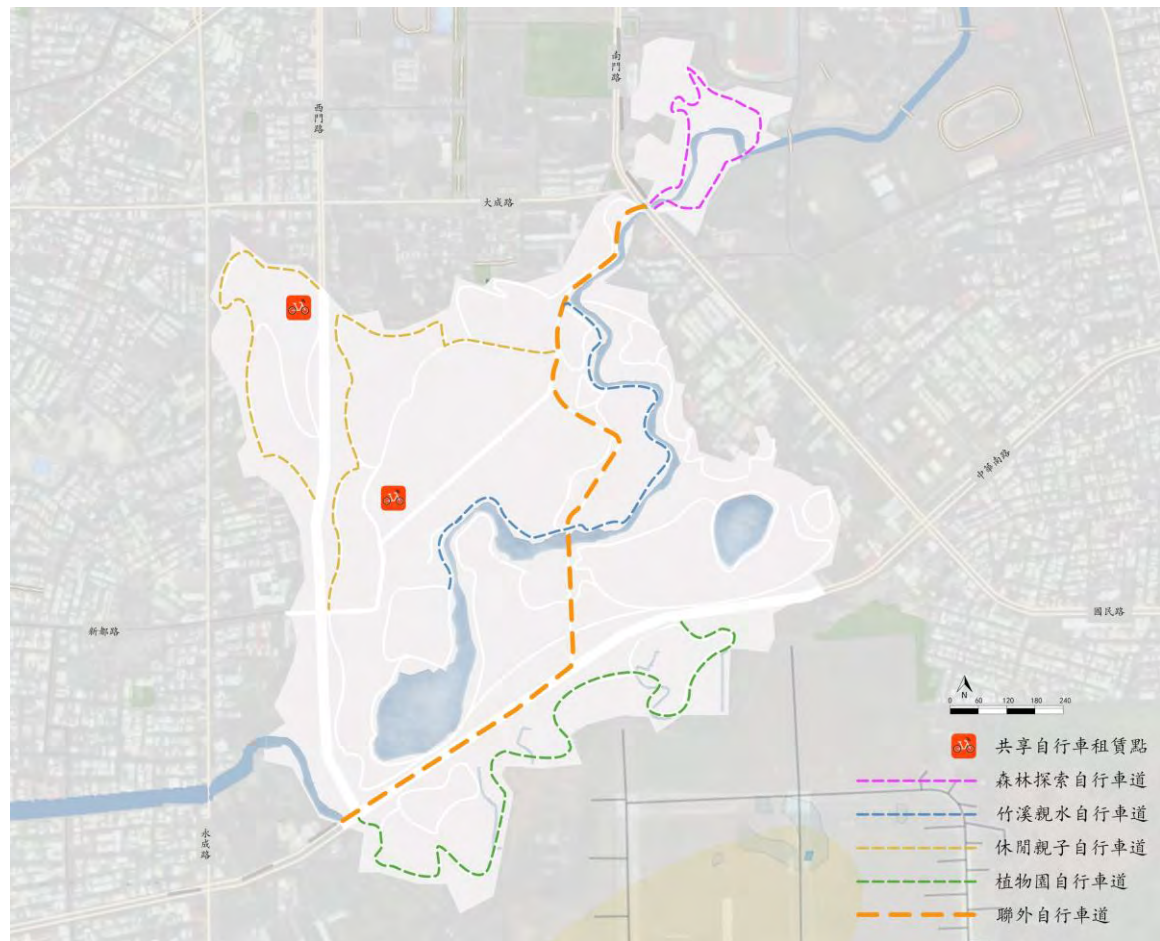 南門路
西門路
大成路
中華南路
新都路
國民路
永成路
N
0 60 120 180 240
共享自行車租賃點
森林探索自行車道
竹溪親水自行車道
休閒親子自行車道
植物園自行車道
聯外自行車道